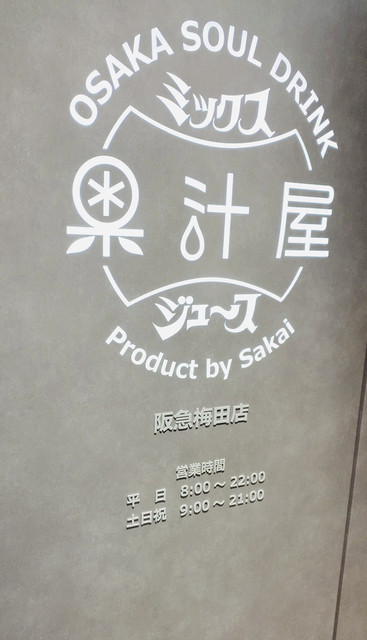 OSAKA SOUL DRINK
ミックス
果汁屋
ジュース
Product by Sakai
阪急梅田店
営業時間
平 日 8:00~22:00
土日祝 9:00~21:00